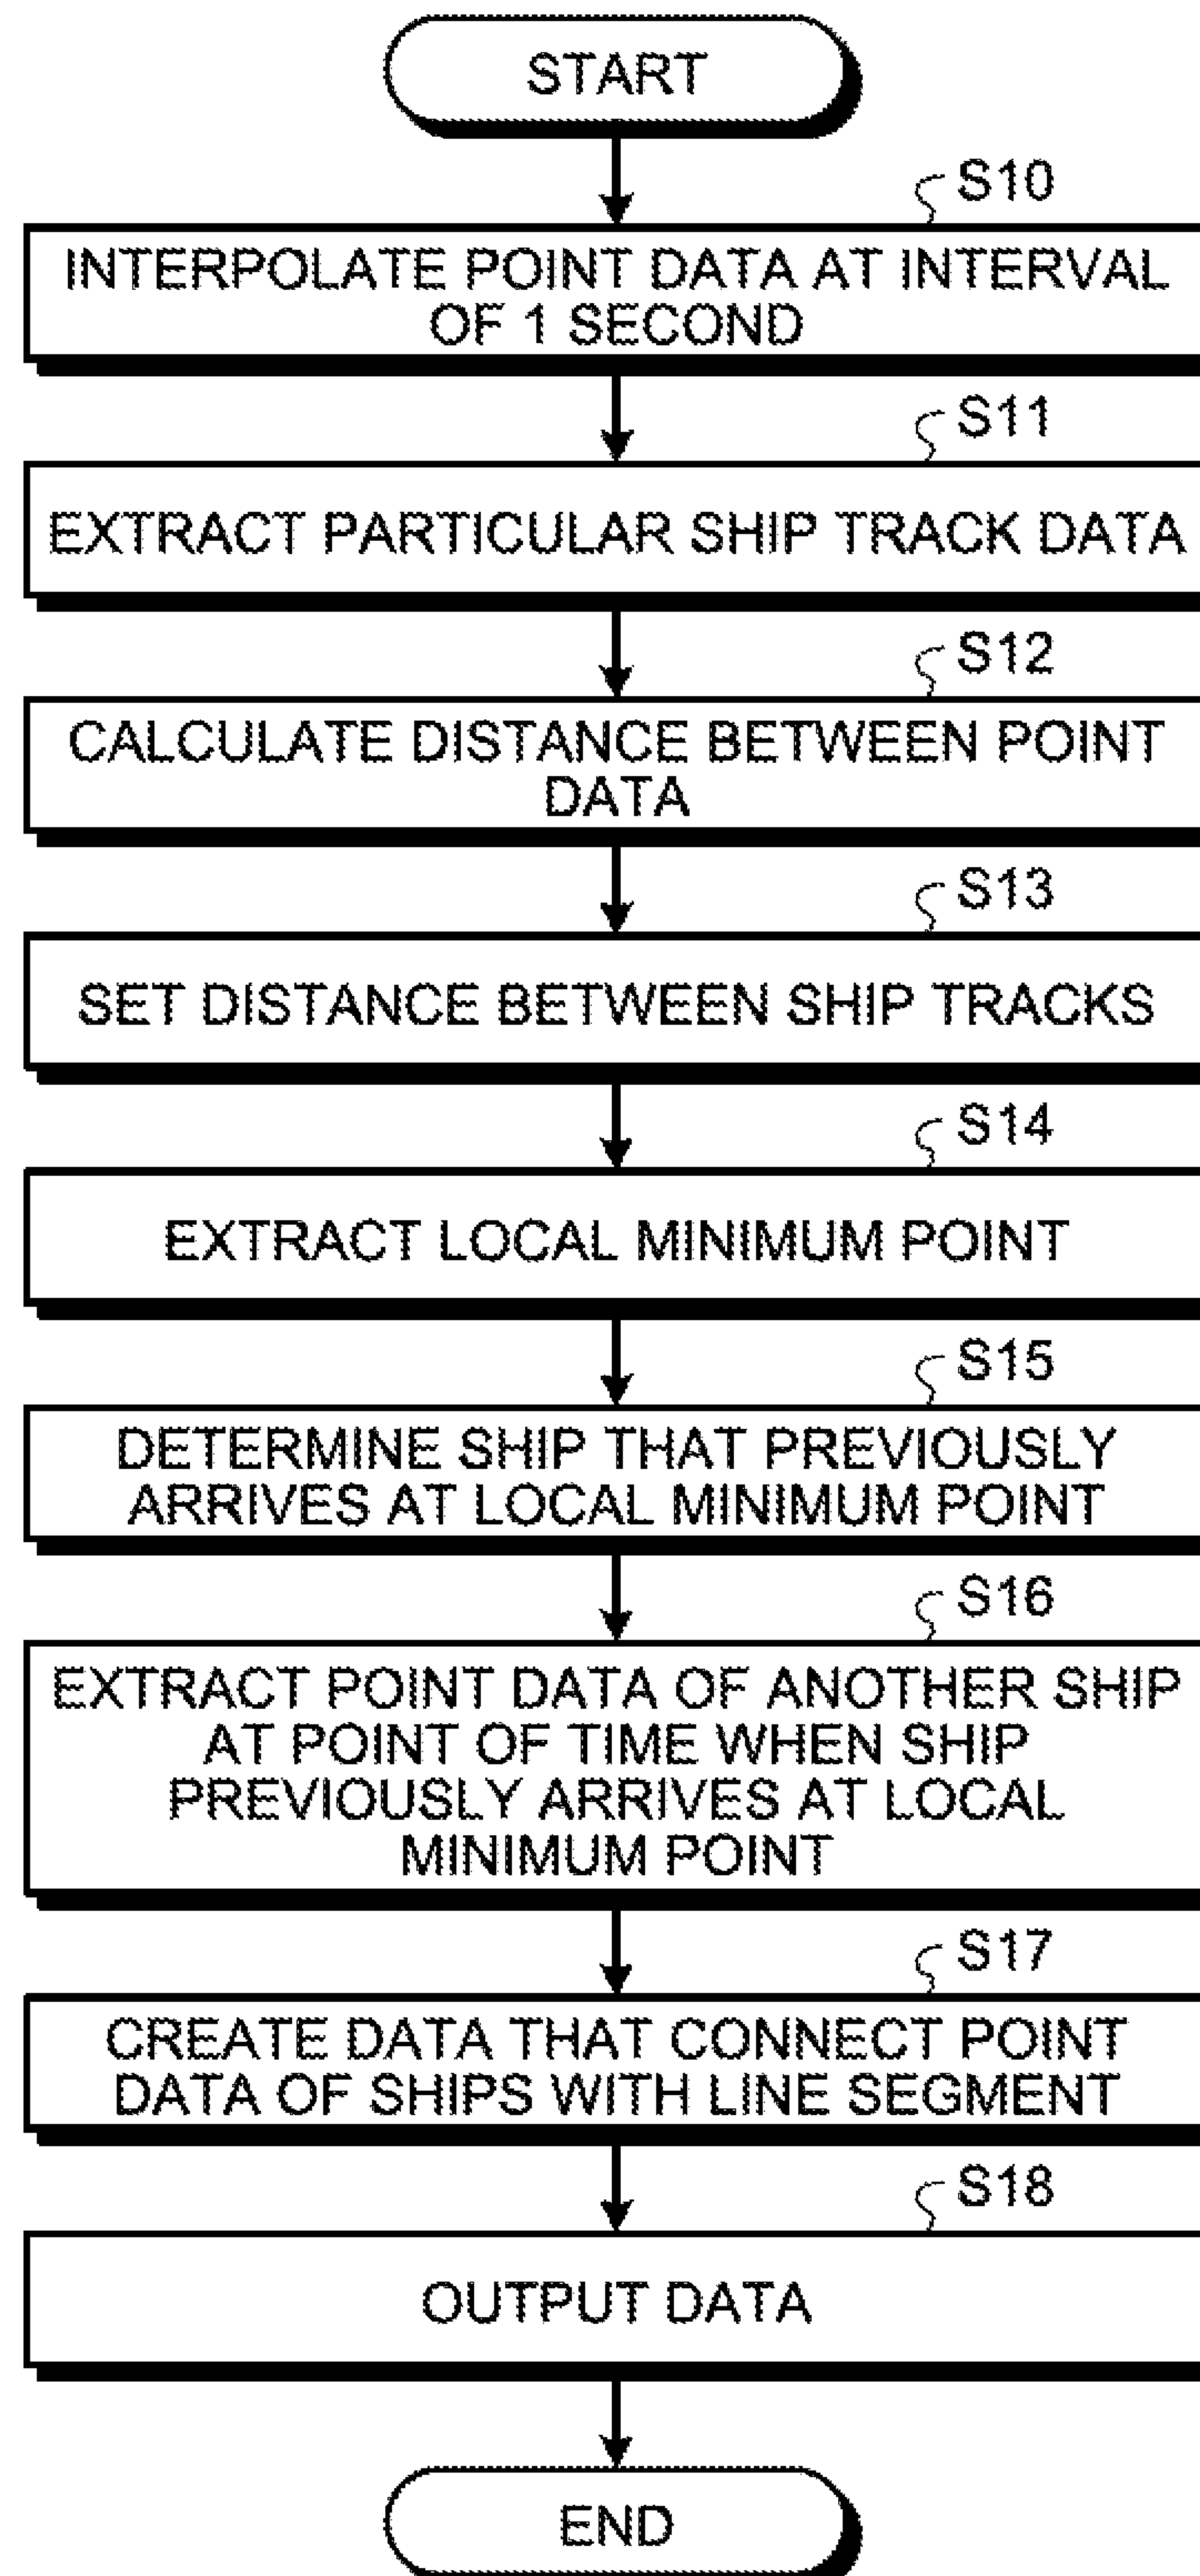 START
S10
INTERPOLATE POINT DATA AT INTERVAL
OF 1 SECOND
S11
EXTRACT PARTICULAR SHIP TRACK DATA
S12
CALCULATE DISTANCE BETWEEN POINT
DATA
S13
SET DISTANCE BETWEEN SHIP TRACKS
S14
EXTRACT LOCAL MINIMUM POINT
S15
DETERMINE SHIP THAT PREVIOUSLY
ARRIVES AT LOCAL MINIMUM POINT
S16
EXTRACT POINT DATA OF ANOTHER SHIP
AT POINT OF TIME WHEN SHIP
PREVIOUSLY ARRIVES AT LOCAL
MINIMUM POINT
S17
CREATE DATA THAT CONNECT POINT
DATA OF SHIPS WITH LINE SEGMENT
S18
OUTPUT DATA
END